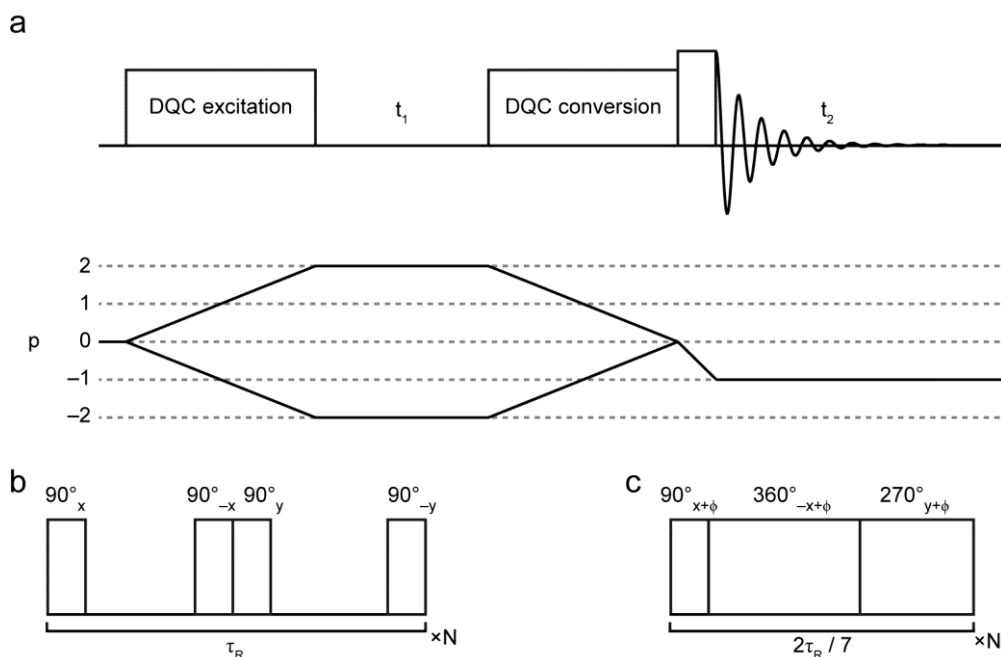 a
DQC excitation t₁ DQC conversion t₂
2
1
p 0
–1
–2
b c
90°ₓ 90°₋ₓ 90°y 90°₋y 90°x+ϕ 360°–x+ϕ 270°y+ϕ
τR ×N 2τR / 7 ×N